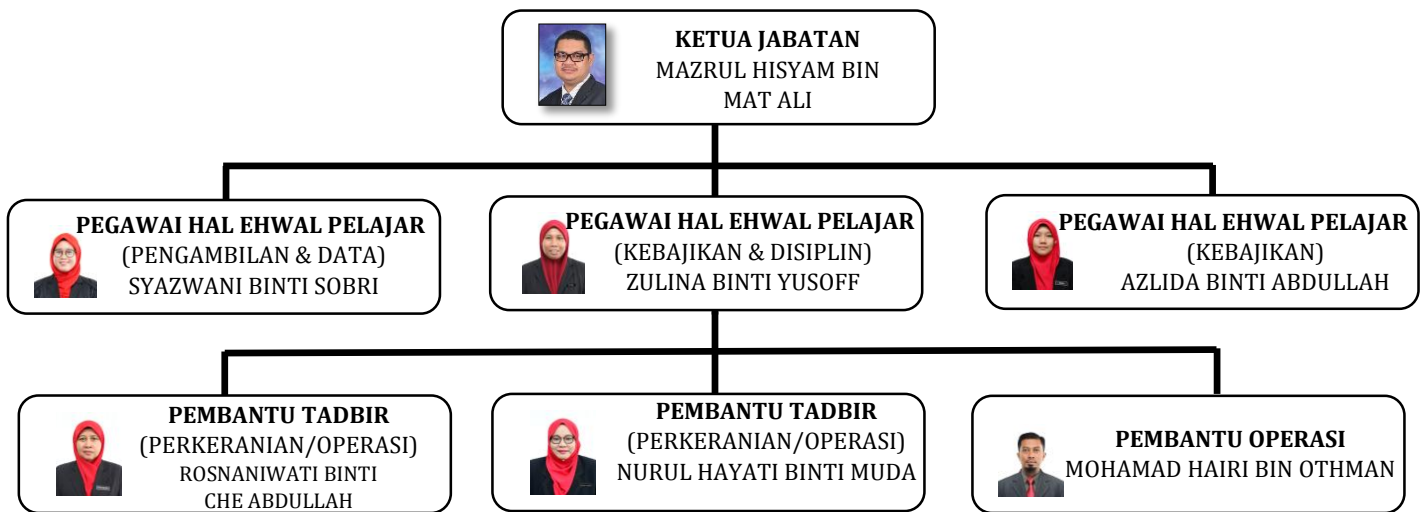 KETUA JABATAN
MAZRUL HISYAM BIN
MAT ALI
PEGAWAI HAL EHWAL PELAJAR
(PENGAMBILAN & DATA)
SYAZWANI BINTI SOBRI
PEGAWAI HAL EHWAL PELAJAR
(KEBAJIKAN & DISIPLIN)
ZULINA BINTI YUSOFF
PEGAWAI HAL EHWAL PELAJAR
(KEBAJIKAN)
AZLIDA BINTI ABDULLAH
PEMBANTU TADBIR
(PERKERANIAN/OPERASI)
ROSNANIWATI BINTI
CHE ABDULLAH
PEMBANTU TADBIR
(PERKERANIAN/OPERASI)
NURUL HAYATI BINTI MUDA
PEMBANTU OPERASI
MOHAMAD HAIRI BIN OTHMAN